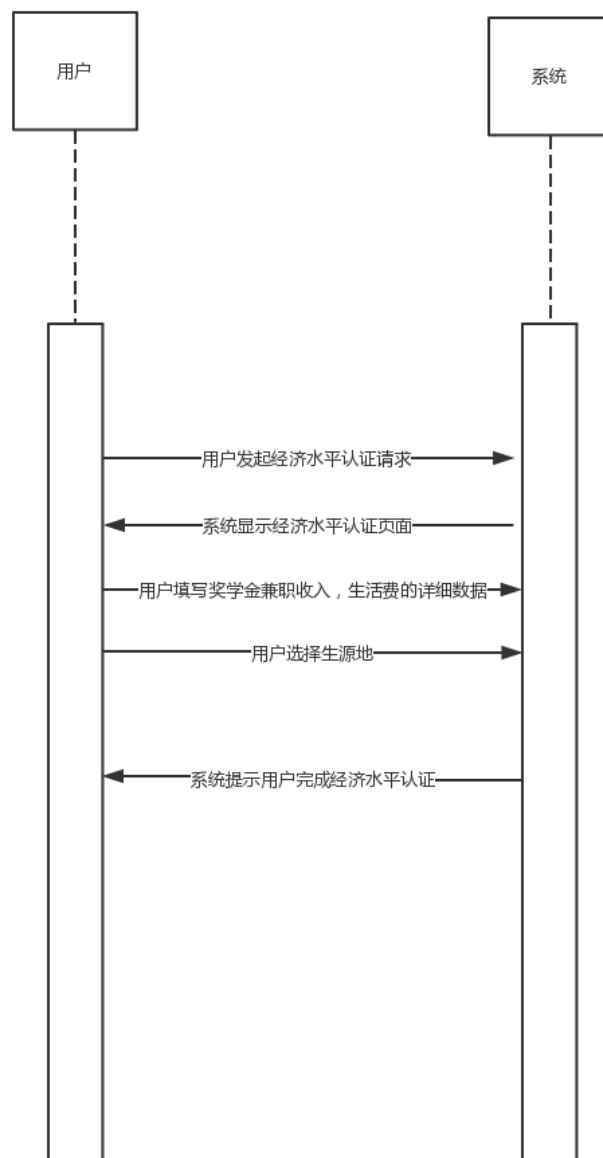 用户
系统
用户发起经济水平认证请求
系统显示经济水平认证页面
用户填写奖学金兼职收入，生活费的详细数据
用户选择生源地
系统提示用户完成经济水平认证